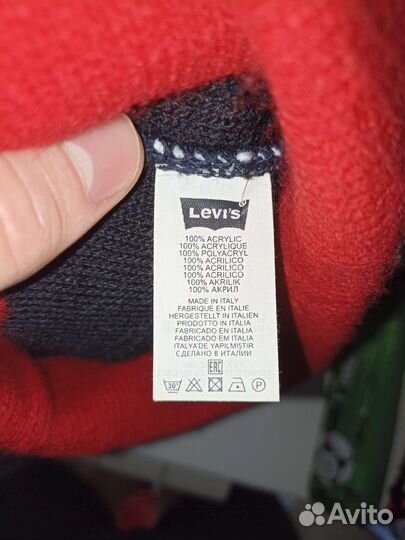 Levi's
100% ACRYLIC
100% ACRYLIQUE
100% POLYACRYL
100% ACRILICO
100% ACRILICO
100% ACRILICO
100% AKRILIK
100% АКРИЛ
MADE IN ITALY
FABRIQUE EN ITALIE
HERGESTELLT IN ITALIEN
PRODOTTO IN ITALIA
FABRICADO EN ITALIA
FABRICADO EM ITALIA
ITALYA'DE YAPILMIŞTIR
СДЕЛАНО В ИТАЛИИ
EAC
30° P
Avito